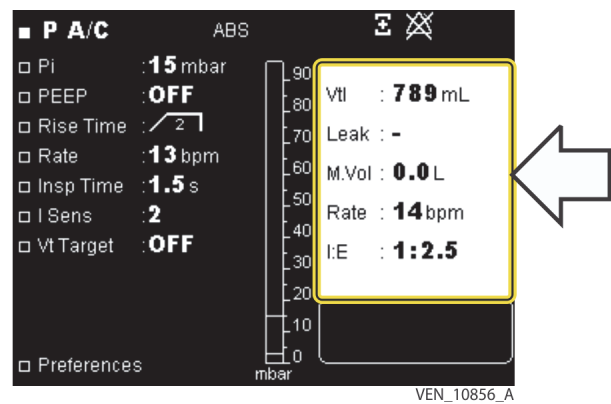 P A/C ABS
Pi :15 mbar
PEEP :OFF
Rise Time : 2
Rate :13 bpm
Insp Time :1.5 s
I Sens :2
Vt Target :OFF
Preferences
90
80
70
60
50
40
30
20
10
0
mbar
Vtl : 789 mL
Leak : -
M.Vol : 0.0 L
Rate : 14 bpm
I:E : 1:2.5
VEN_10856_A